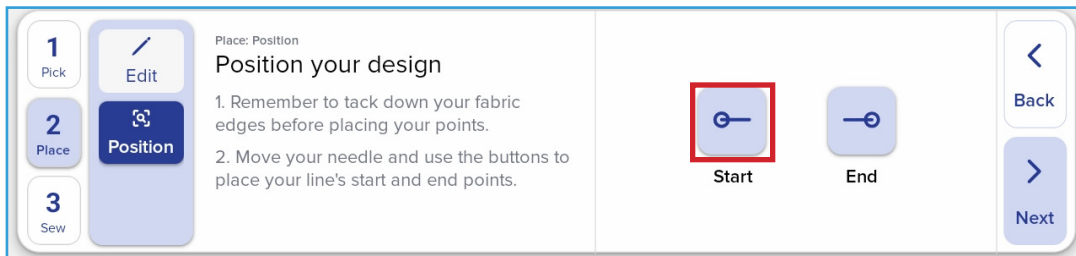 1
Pick
2
Place
3
Sew
Edit
Position
Place: Position
Position your design
1. Remember to tack down your fabric
edges before placing your points.
2. Move your needle and use the buttons to
place your line's start and end points.
Start
End
Back
Next